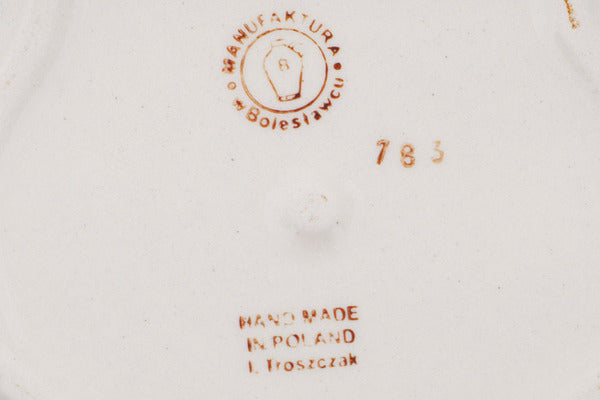 MANUFAKTURA
w Bolesławcu
B
783
HAND MADE
IN POLAND
I. Troszczak